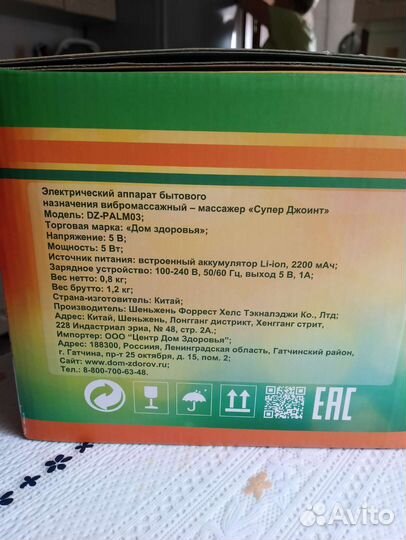 Электрический аппарат бытового
назначения вибромассажный – массажер «Супер Джоинт»
Модель: DZ-PALM03;
Торговая марка: «Дом здоровья»;
Напряжение: 5 В;
Мощность: 5 Вт;
Источник питания: встроенный аккумулятор Li-ion, 2200 мАч;
Зарядное устройство: 100-240 В, 50/60 Гц, выход 5 В, 1А;
Вес нетто: 0,8 кг;
Вес брутто: 1,2 кг;
Страна-изготовитель: Китай;
Производитель: Шеньжень Форрест Хелс Тэкналэджи Ко., Лтд
Адрес: Китай, Шеньжень, Лонгганг дистрикт, Хенгганг стрит,
228 Индастриал эриа, № 48, стр. 2А.;
Импортер: ООО "Центр Дом Здоровья";
Адрес: 188300, Росссия, Ленинградская область, Гатчинский район,
г. Гатчина, пр-т 25 октября, д. 15, пом. 2;
Сайт: www.dom-zdorov.ru;
Тел.: 8-800-700-63-48.
EAC
Avito